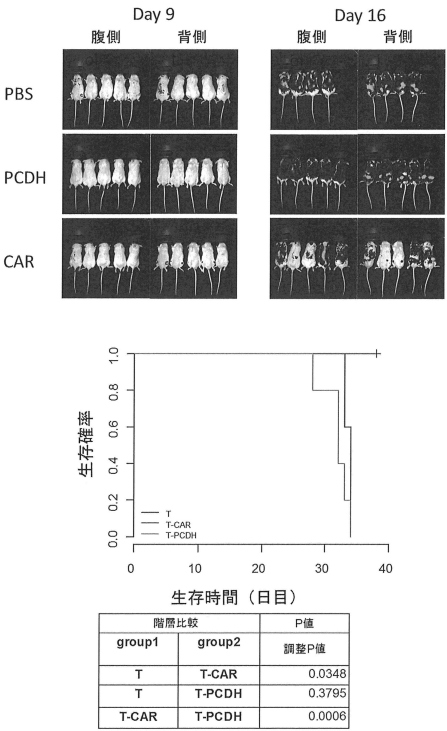 Day 9 Day 16
腹側 背側 腹側 背側
PBS
PCDH
CAR
生存確率
1.0
0.8
0.6
0.4
0.2
0.0
T
T-CAR
T-PCDH
0 10 20 30 40
生存時間（日目）
階層比較 P値
group1 group2 調整P値
T T-CAR 0.0348
T T-PCDH 0.3795
T-CAR T-PCDH 0.0006